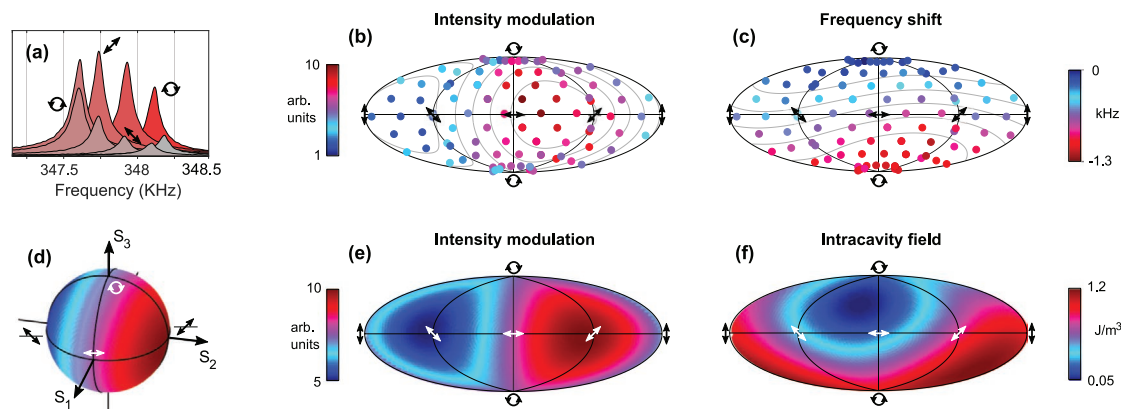 (a)
347.5 348 348.5
Frequency (KHz)
Intensity modulation
(b)
10
arb.
units
1
Frequency shift
(c)
0
kHz
-1.3
(d)
S3
S2
S1
Intensity modulation
(e)
10
arb.
units
5
Intracavity field
(f)
1.2
J/m³
0.05